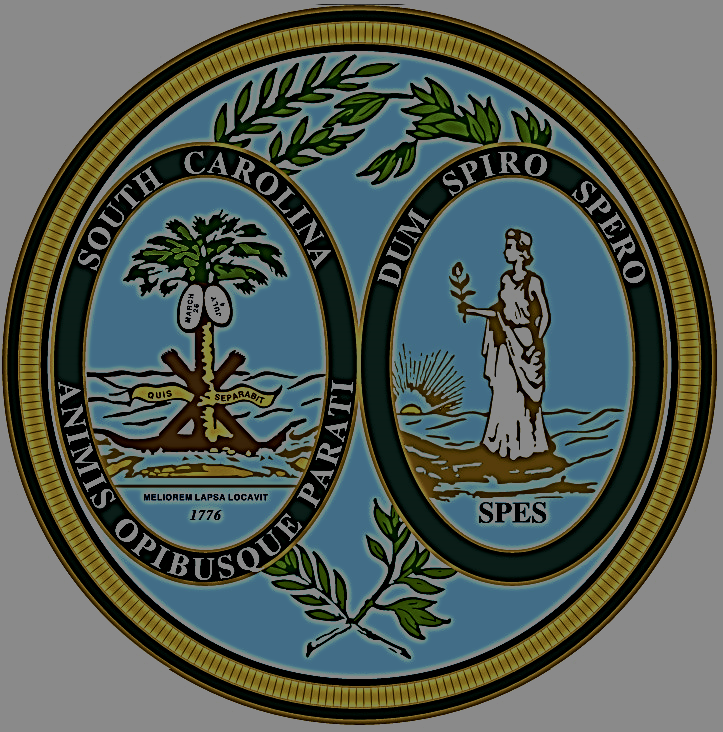 SOUTH CAROLINA
MARCH 26
JULY 4
QUIS SEPARABIT
MELIOREM LAPSA LOCAVIT
1776
ANIMIS OPIBUSQUE PARATI
DUM SPIRO SPERO
SPES